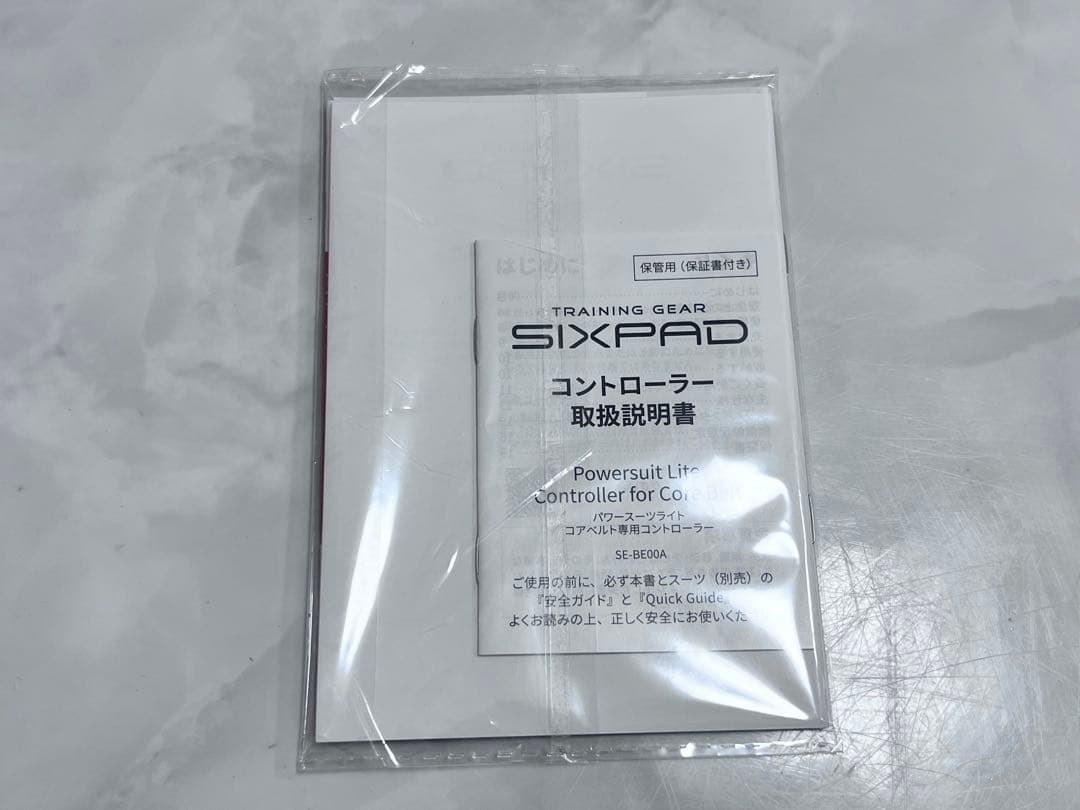 保管用（保証書付き）
はじめに
TRAINING GEAR
SIXPAD
コントローラー
取扱説明書
Powersuit Lite
Controller for Core Belt
パワースーツライト
コアベルト専用コントローラー
SE-BE00A
ご使用の前に、必ず本書とスーツ（別売）の
『安全ガイド』と『Quick Guide』
よくお読みの上、正しく安全にお使いくだ